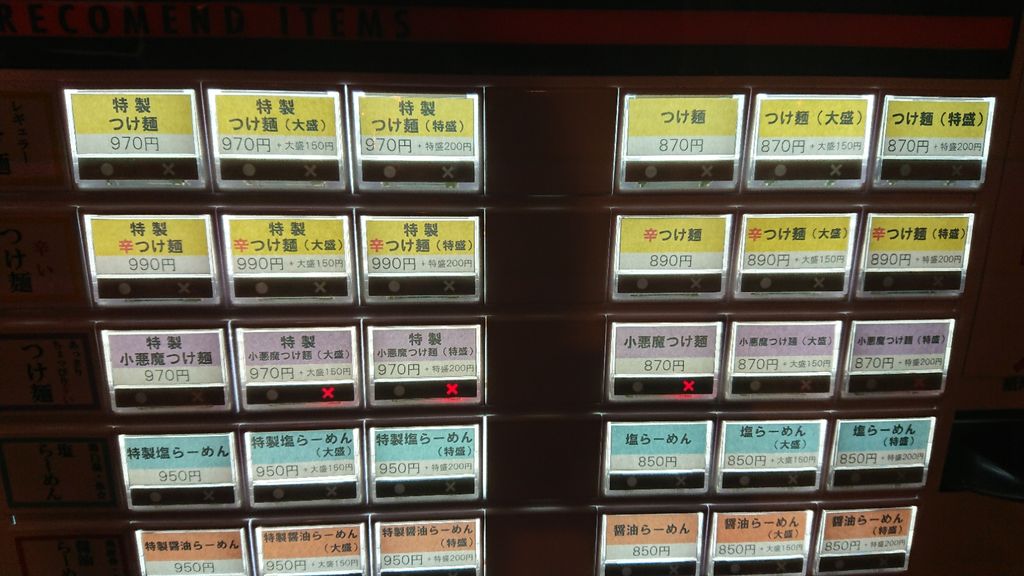 RECOMEND ITEMS
レギュラー
特製
つけ麺
970円
特製
つけ麺（大盛）
970円 + 大盛150円
特製
つけ麺（特盛）
970円 + 特盛200円
つけ麺
870円
つけ麺（大盛）
870円 + 大盛150円
つけ麺（特盛）
870円 + 特盛200円
辛い
つけ麺
特製
辛つけ麺
990円
特製
辛つけ麺（大盛）
990円 + 大盛150円
特製
辛つけ麺（特盛）
990円 + 特盛200円
辛つけ麺
890円
辛つけ麺（大盛）
890円 + 大盛150円
辛つけ麺（特盛）
890円 + 特盛200円
つけ麺
特製
小悪魔つけ麺
970円
特製
小悪魔つけ麺（大盛）
970円 + 大盛150円
特製
小悪魔つけ麺（特盛）
970円 + 特盛200円
小悪魔つけ麺
870円
小悪魔つけ麺（大盛）
870円 + 大盛150円
小悪魔つけ麺（特盛）
870円 + 特盛200円
塩
らーめん
特製塩らーめん
950円
特製塩らーめん
（大盛）
950円 + 大盛150円
特製塩らーめん
（特盛）
950円 + 特盛200円
塩らーめん
850円
塩らーめん
（大盛）
850円 + 大盛150円
塩らーめん
（特盛）
850円 + 特盛200円
醤油
らーめ
特製醤油らーめん
950円
特製醤油らーめん
（大盛）
950円 + 大盛150円
特製醤油らーめん
（特盛）
950円 + 特盛200円
醤油らーめん
850円
醤油らーめん
（大盛）
850円 + 大盛150円
醤油らーめん
（特盛）
850円 + 特盛200円